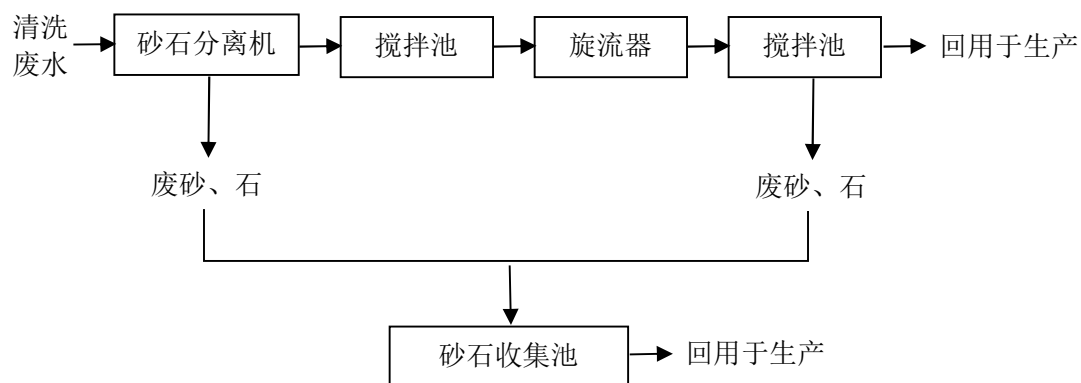 清洗
废水
砂石分离机
搅拌池
旋流器
搅拌池
回用于生产
废砂、石
废砂、石
砂石收集池
回用于生产